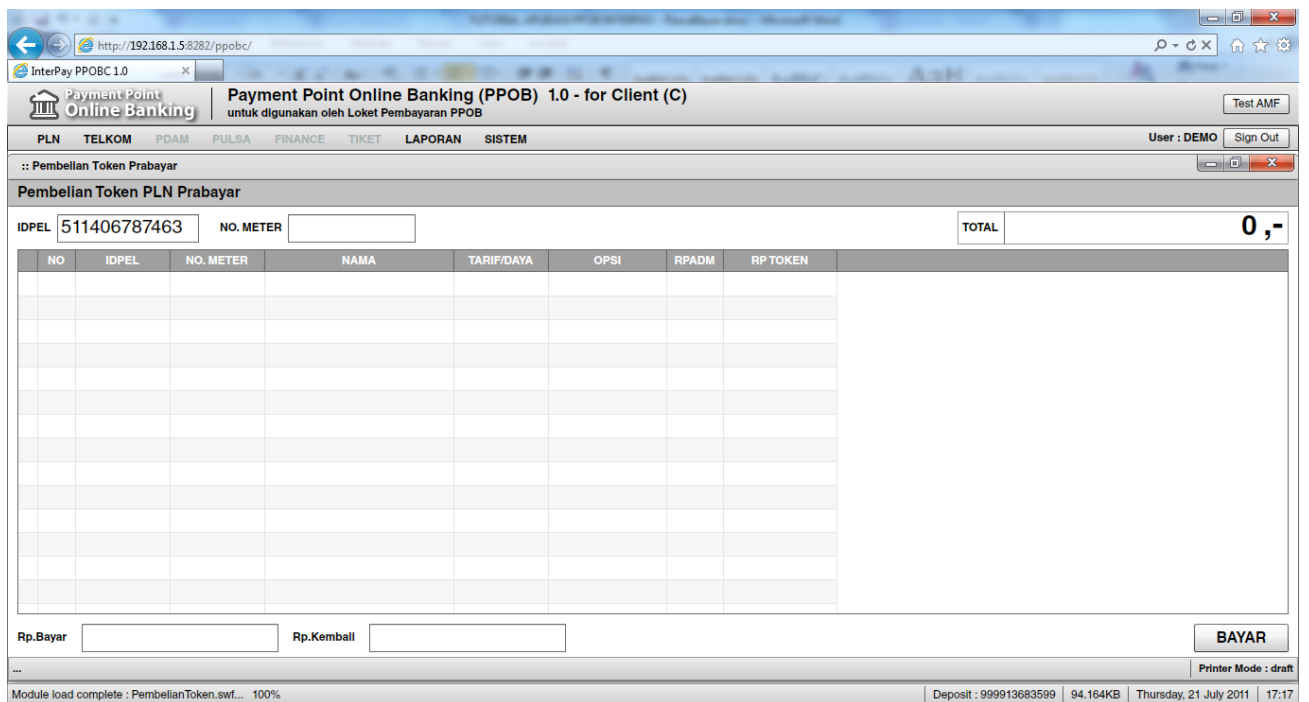 http://192.168.1.5:8282/ppobc/
InterPay PPOBC 1.0
Payment Point
Online Banking
Payment Point Online Banking (PPOB) 1.0 - for Client (C)
untuk digunakan oleh Loket Pembayaran PPOB
Test AMF
PLN TELKOM PDAM PULSA FINANCE TIKET LAPORAN SISTEM User : DEMO Sign Out
:: Pembelian Token Prabayar
Pembelian Token PLN Prabayar
IDPEL 511406787463 NO. METER TOTAL 0 ,-
NO IDPEL NO. METER NAMA TARIF/DAYA OPSI RPADM RP TOKEN
Rp.Bayar Rp.Kembali BAYAR
... Printer Mode : draft
Module load complete : PembelianToken.swf... 100% Deposit : 999913683599 94.164KB Thursday, 21 July 2011 17:17